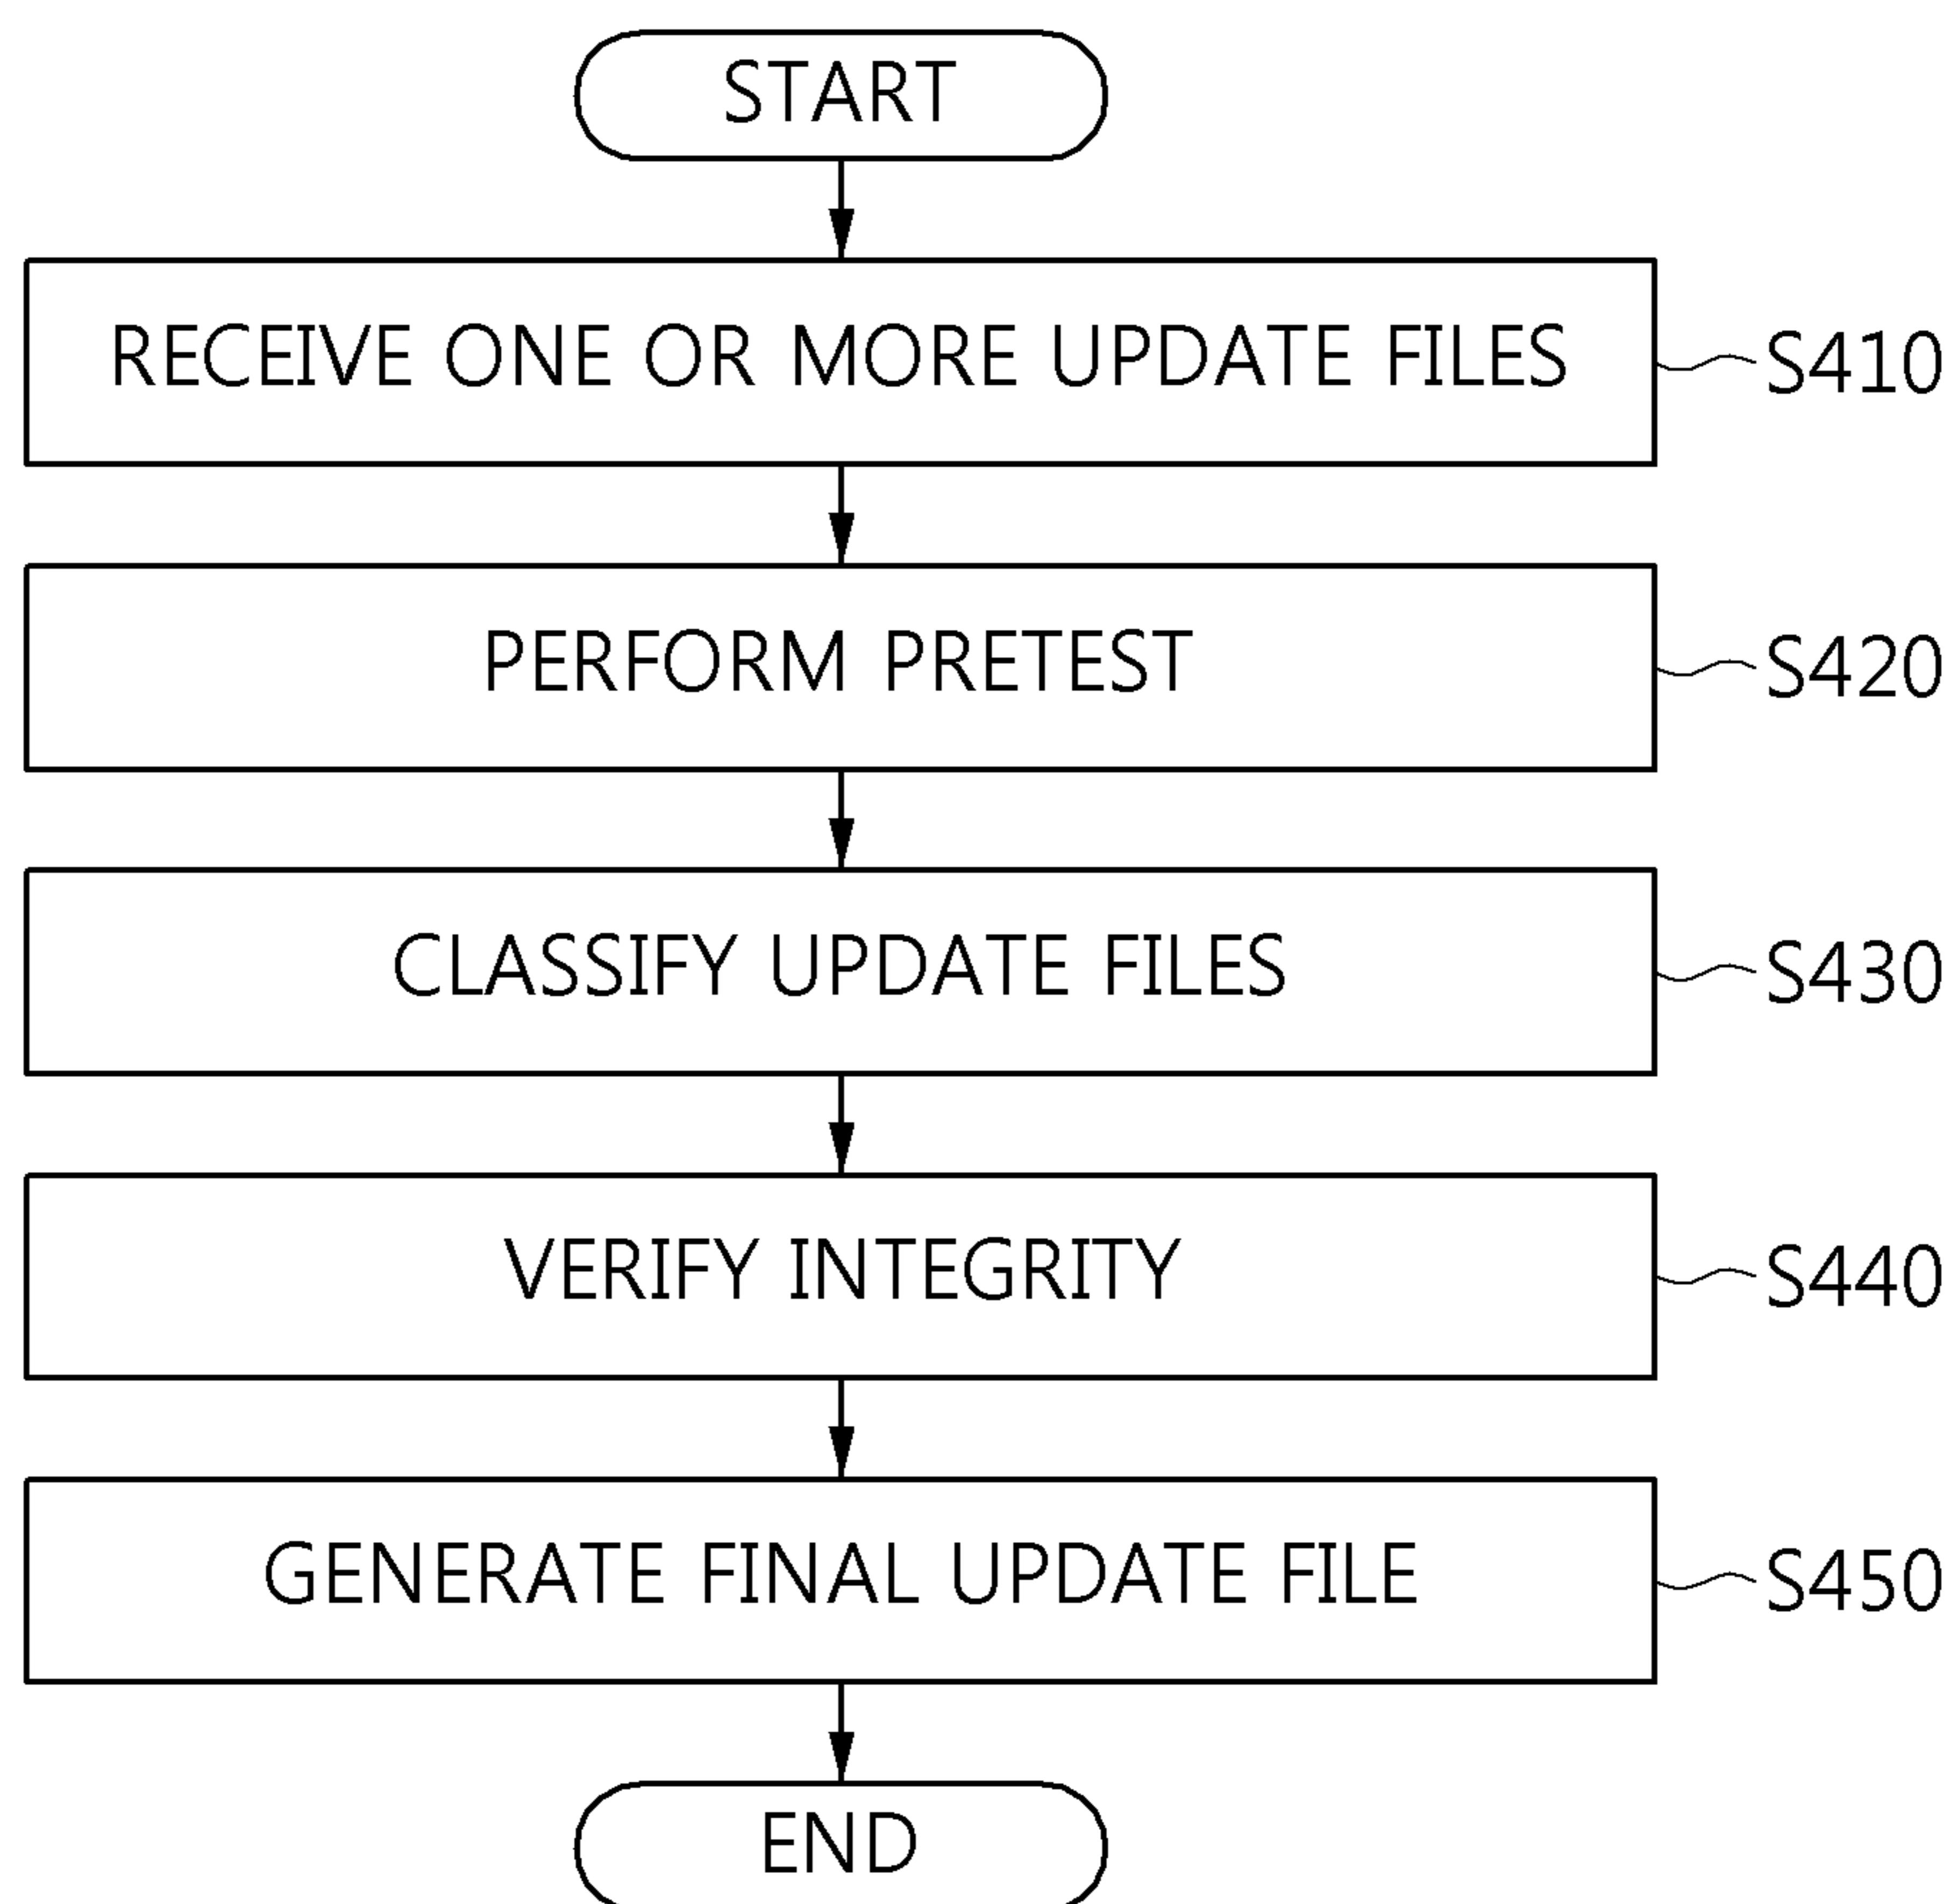 START
RECEIVE ONE OR MORE UPDATE FILES
S410
PERFORM PRETEST
S420
CLASSIFY UPDATE FILES
S430
VERIFY INTEGRITY
S440
GENERATE FINAL UPDATE FILE
S450
END